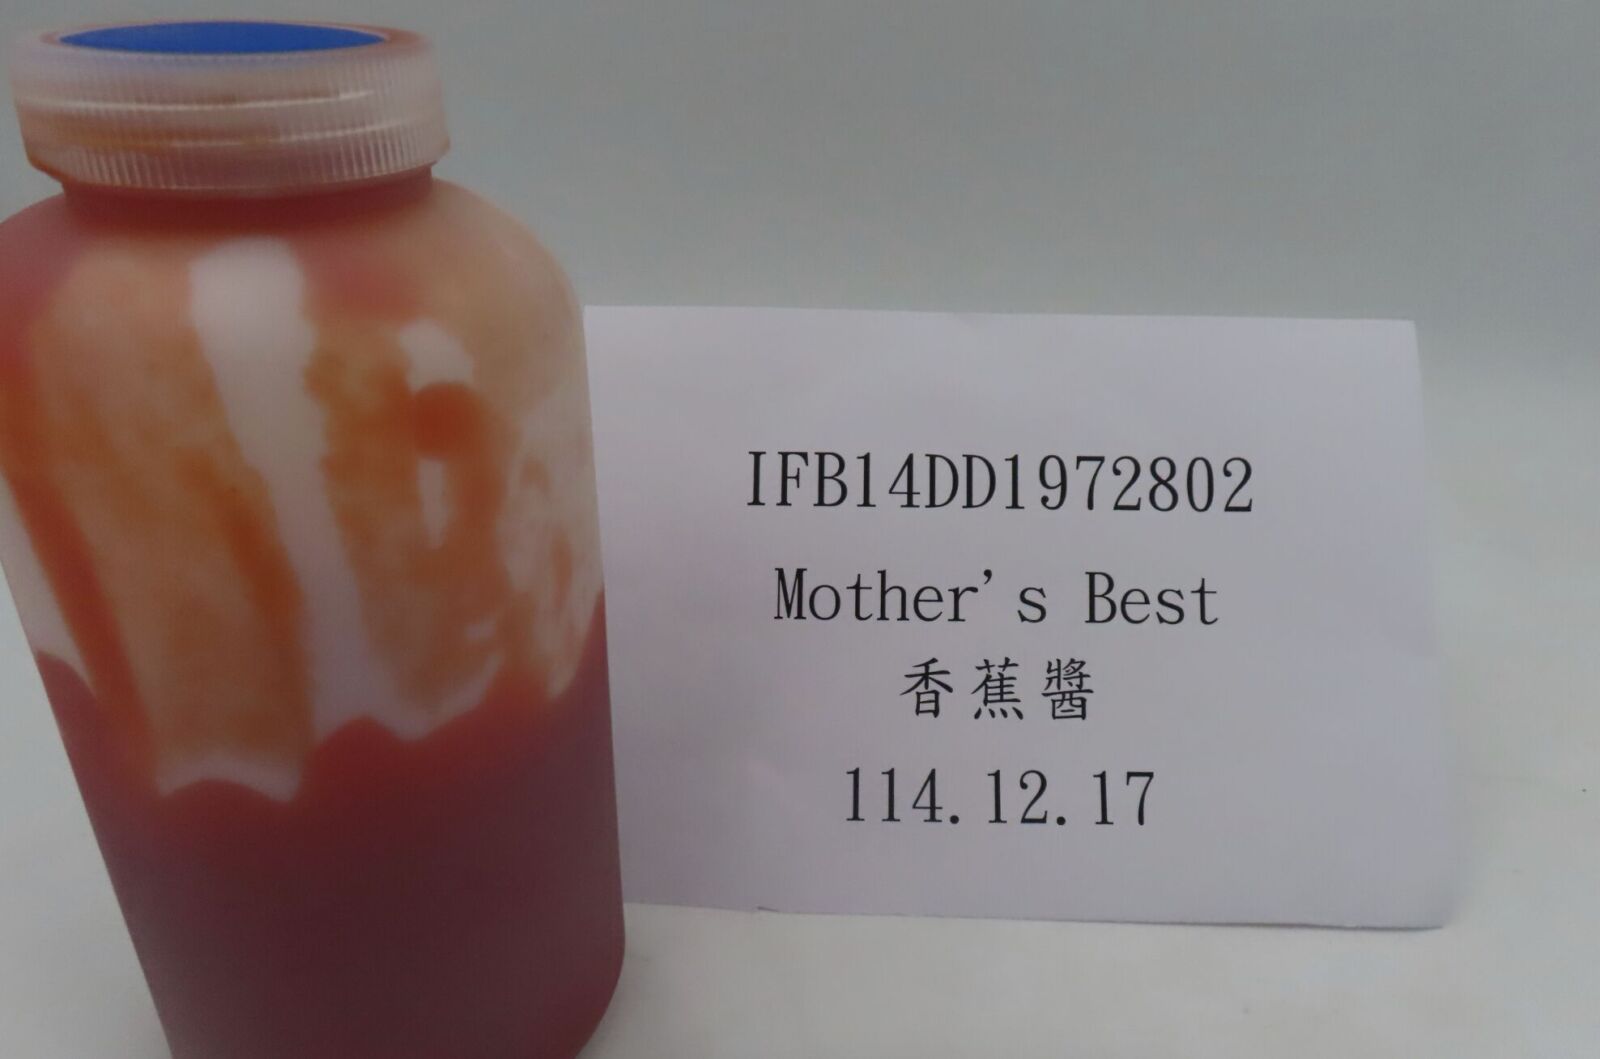 IFB14DD1972802
Mother's Best
香蕉醬
114.12.17